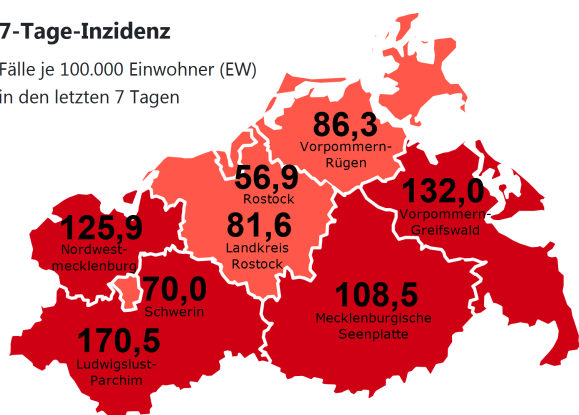 7-Tage-Inzidenz
Fälle je 100.000 Einwohner (EW)
in den letzten 7 Tagen
86,3
Vorpommern-
Rügen
56,9
Rostock
132,0
Vorpommern-
Greifswald
81,6
Landkreis
Rostock
125,9
Nordwest-
mecklenburg
70,0
Schwerin
108,5
Mecklenburgische
Seenplatte
170,5
Ludwigslust-
Parchim